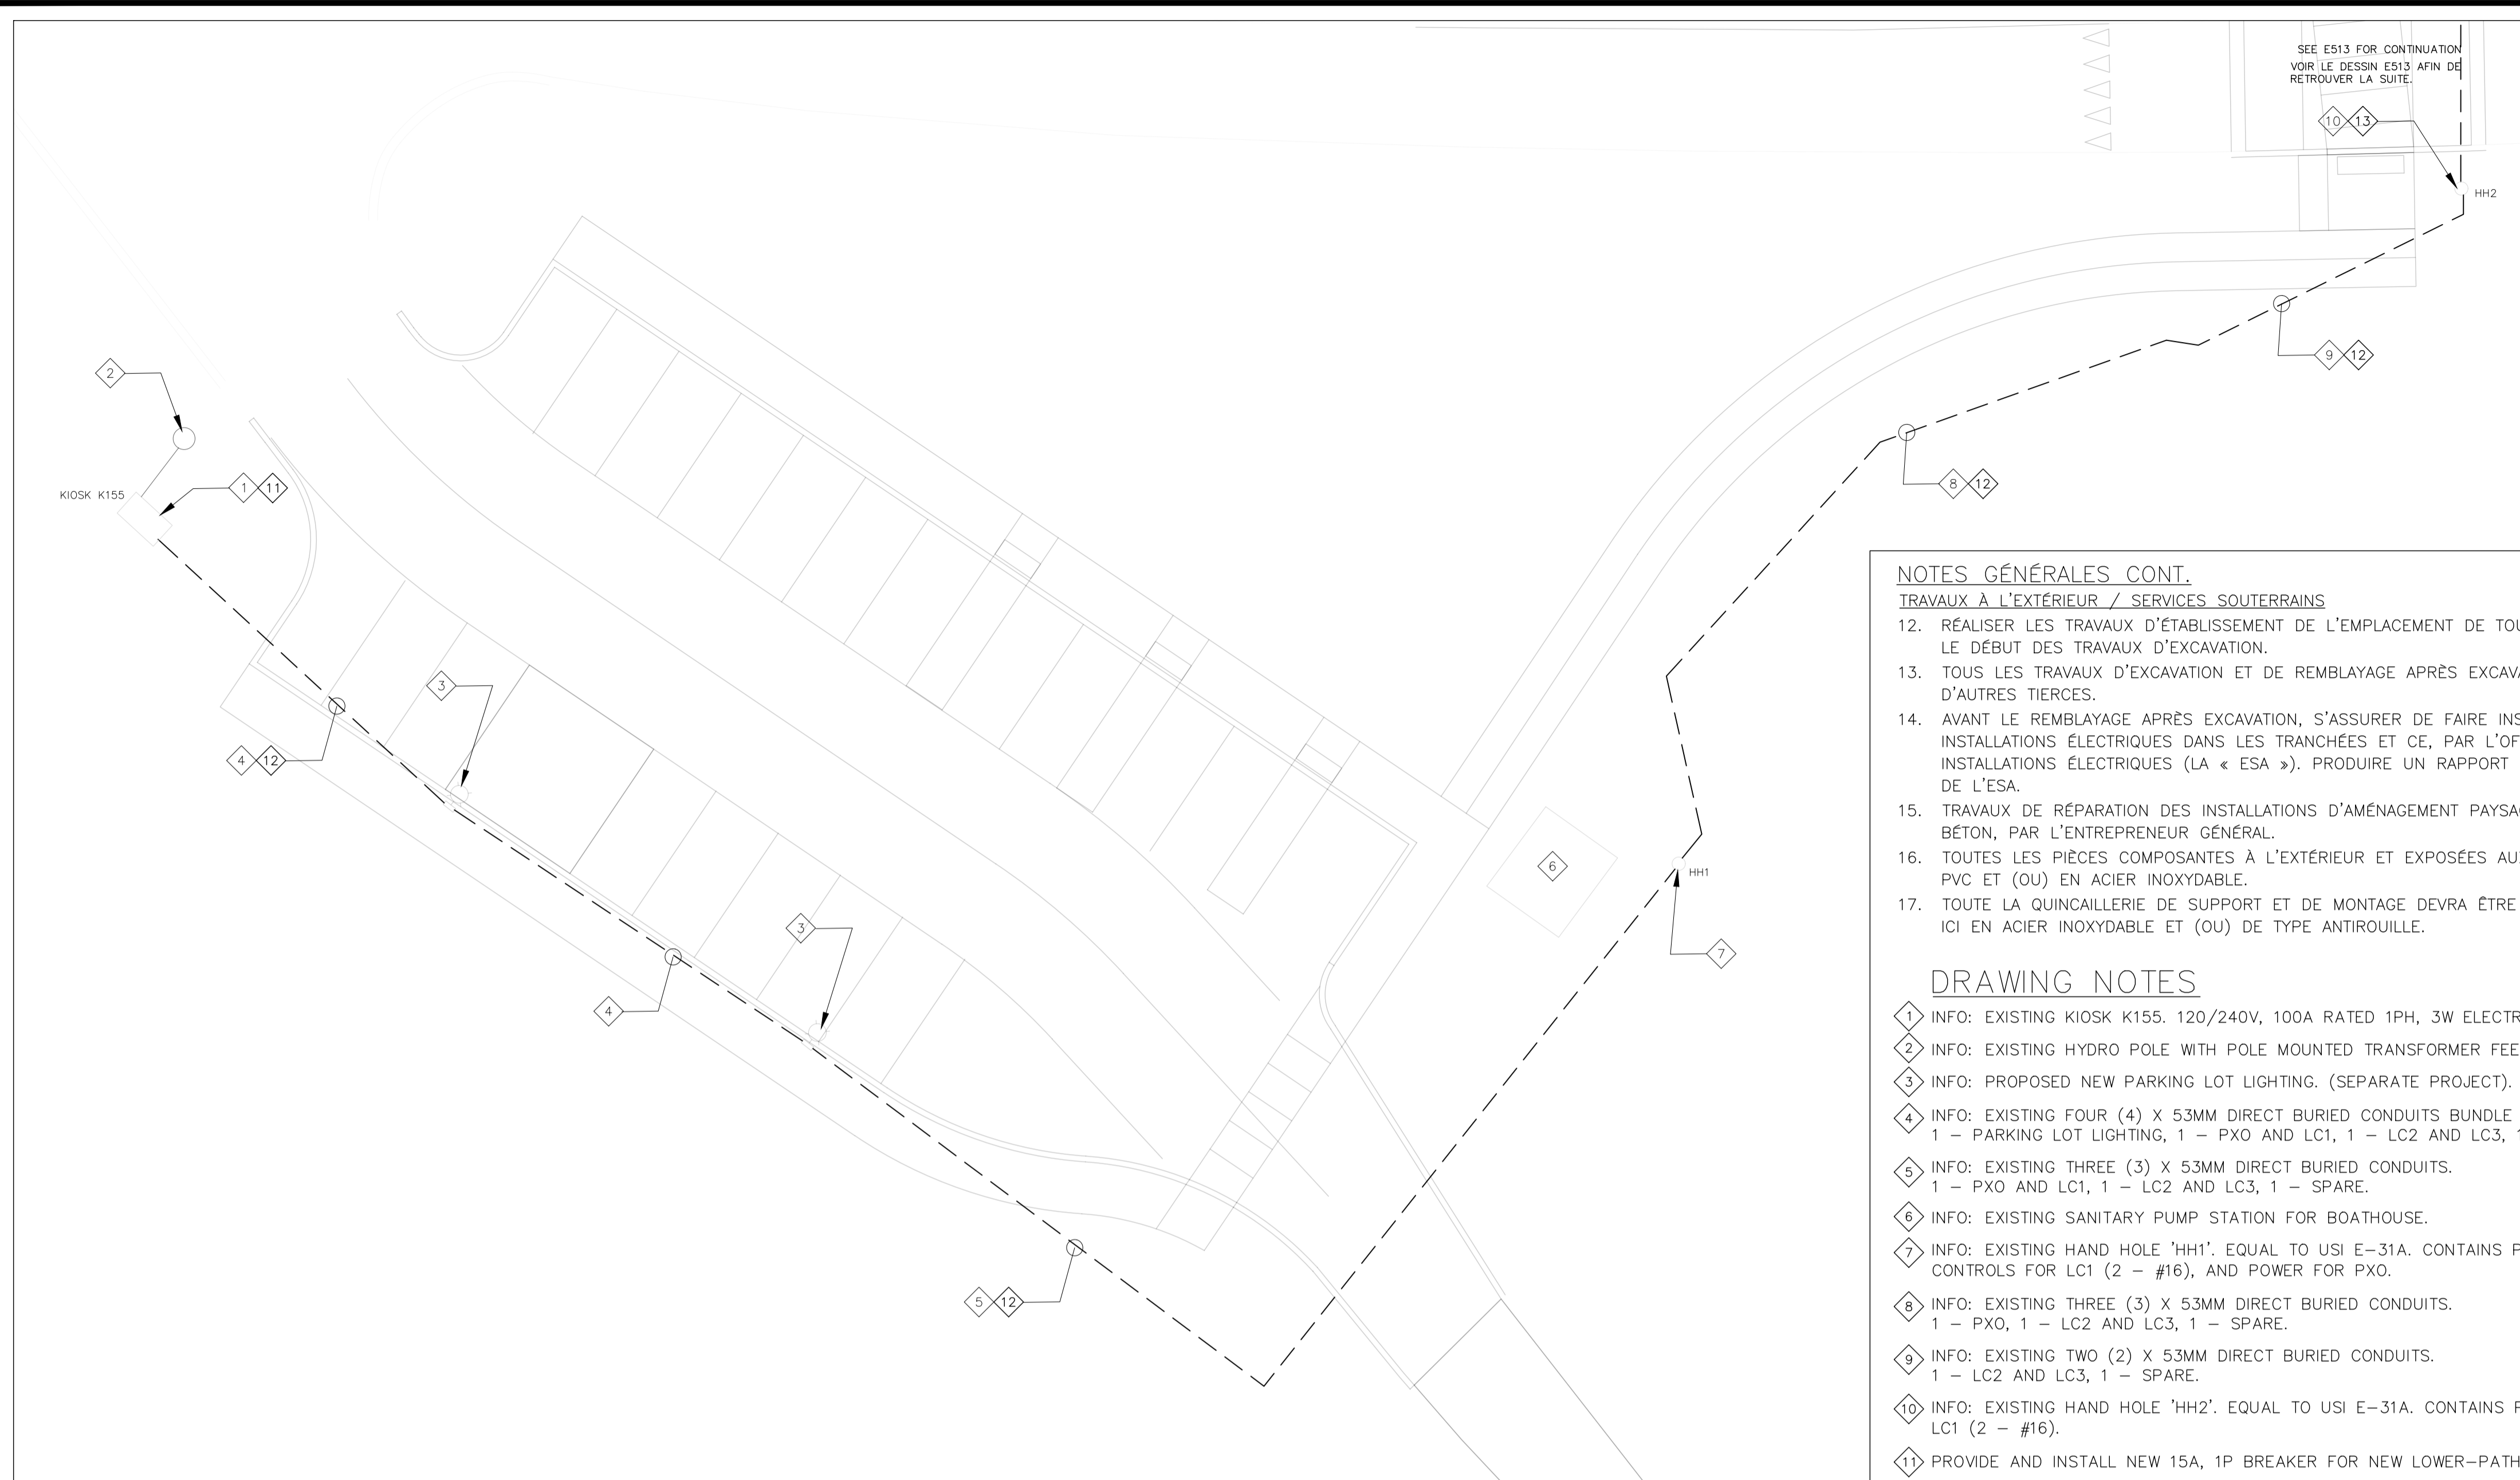 SEE E513 FOR CONTINUATION
VOIR LE DESSIN E513 AFIN DE
RETROUVER LA SUITE.
10 13
HH2
2
9 12
KIOSK K155
1 11
8 12
3
4 12
6
HH1
3
7
4
5 12
NOTES GÉNÉRALES CONT.
TRAVAUX À L'EXTÉRIEUR / SERVICES SOUTERRAINS
12. RÉALISER LES TRAVAUX D'ÉTABLISSEMENT DE L'EMPLACEMENT DE
LE DÉBUT DES TRAVAUX D'EXCAVATION.
13. TOUS LES TRAVAUX D'EXCAVATION ET DE REMBLAYAGE APRÈS
D'AUTRES TIERCES.
14. AVANT LE REMBLAYAGE APRÈS EXCAVATION, S'ASSURER DE FAIRE
INSTALLATIONS ÉLECTRIQUES DANS LES TRANCHÉES ET CE, PAR
INSTALLATIONS ÉLECTRIQUES (LA « ESA »). PRODUIRE UN RAPPORT
DE L'ESA.
15. TRAVAUX DE RÉPARATION DES INSTALLATIONS D'AMÉNAGEMENT
BÉTON, PAR L'ENTREPRENEUR GÉNÉRAL.
16. TOUTES LES PIÈCES COMPOSANTES À L'EXTÉRIEUR ET EXPOSÉES
PVC ET (OU) EN ACIER INOXYDABLE.
17. TOUTE LA QUINCAILLERIE DE SUPPORT ET DE MONTAGE DEVRA ÊTRE
ICI EN ACIER INOXYDABLE ET (OU) DE TYPE ANTIROUILLE.
DRAWING NOTES
1 INFO: EXISTING KIOSK K155. 120/240V, 100A RATED 1PH, 3W
2 INFO: EXISTING HYDRO POLE WITH POLE MOUNTED TRANSFORMER
3 INFO: PROPOSED NEW PARKING LOT LIGHTING. (SEPARATE PROJECT).
4 INFO: EXISTING FOUR (4) X 53MM DIRECT BURIED CONDUITS BUNDLE
1 – PARKING LOT LIGHTING, 1 – PXO AND LC1, 1 – LC2 AND LC3,
5 INFO: EXISTING THREE (3) X 53MM DIRECT BURIED CONDUITS.
1 – PXO AND LC1, 1 – LC2 AND LC3, 1 – SPARE.
6 INFO: EXISTING SANITARY PUMP STATION FOR BOATHOUSE.
7 INFO: EXISTING HAND HOLE 'HH1'. EQUAL TO USI E–31A. CONTAINS
CONTROLS FOR LC1 (2 – #16), AND POWER FOR PXO.
8 INFO: EXISTING THREE (3) X 53MM DIRECT BURIED CONDUITS.
1 – PXO, 1 – LC2 AND LC3, 1 – SPARE.
9 INFO: EXISTING TWO (2) X 53MM DIRECT BURIED CONDUITS.
1 – LC2 AND LC3, 1 – SPARE.
10 INFO: EXISTING HAND HOLE 'HH2'. EQUAL TO USI E–31A. CONTAINS
LC1 (2 – #16).
11 PROVIDE AND INSTALL NEW 15A, 1P BREAKER FOR NEW LOWER–PATH